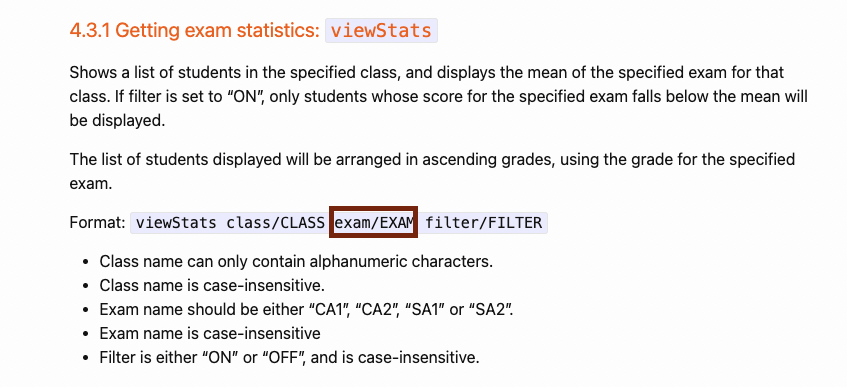 4.3.1 Getting exam statistics: viewStats
Shows a list of students in the specified class, and displays the mean of the specified exam for that
class. If filter is set to “ON”, only students whose score for the specified exam falls below the mean will
be displayed.
The list of students displayed will be arranged in ascending grades, using the grade for the specified
exam.
Format: viewStats class/CLASS exam/EXAM filter/FILTER
• Class name can only contain alphanumeric characters.
• Class name is case-insensitive.
• Exam name should be either “CA1”, “CA2”, “SA1” or “SA2”.
• Exam name is case-insensitive
• Filter is either “ON” or “OFF”, and is case-insensitive.